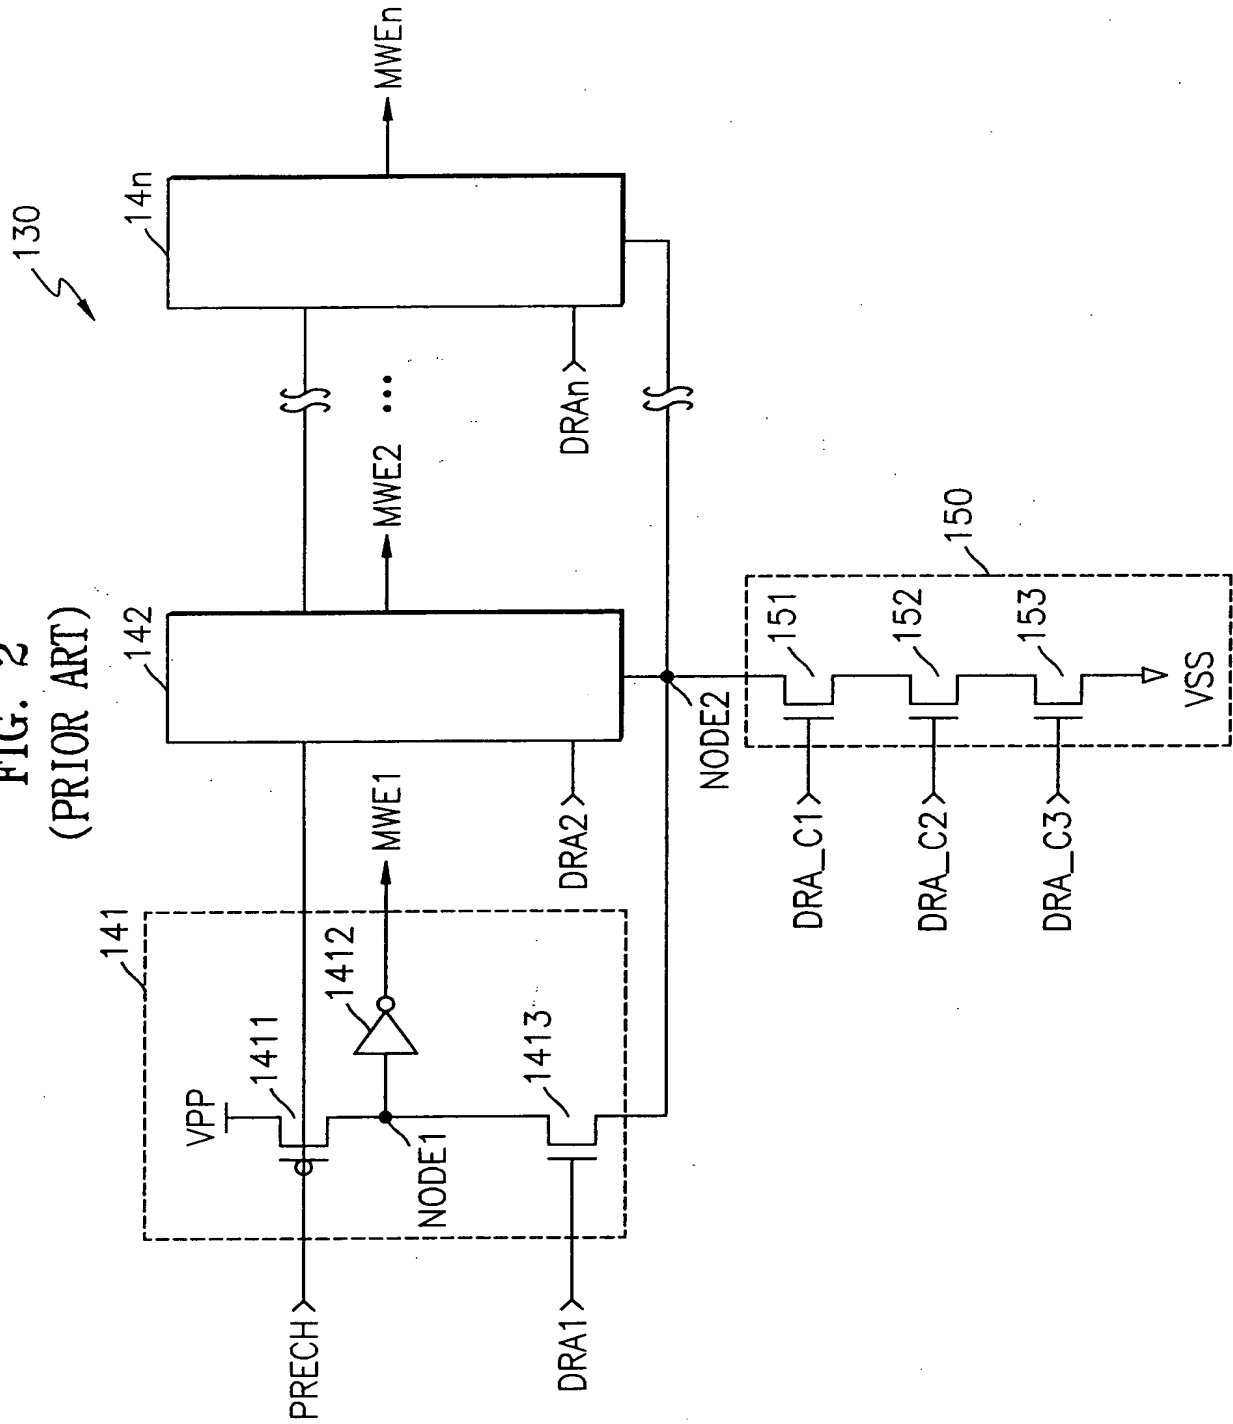 FIG. 2
(PRIOR ART)
130
141
142
14n
VPP
1411
PRECH
1412
NODE1
MWE1
MWE2
...
MWEn
1413
DRA1
DRA2
DRAn
NODE2
150
DRA_C1
151
DRA_C2
152
DRA_C3
153
VSS